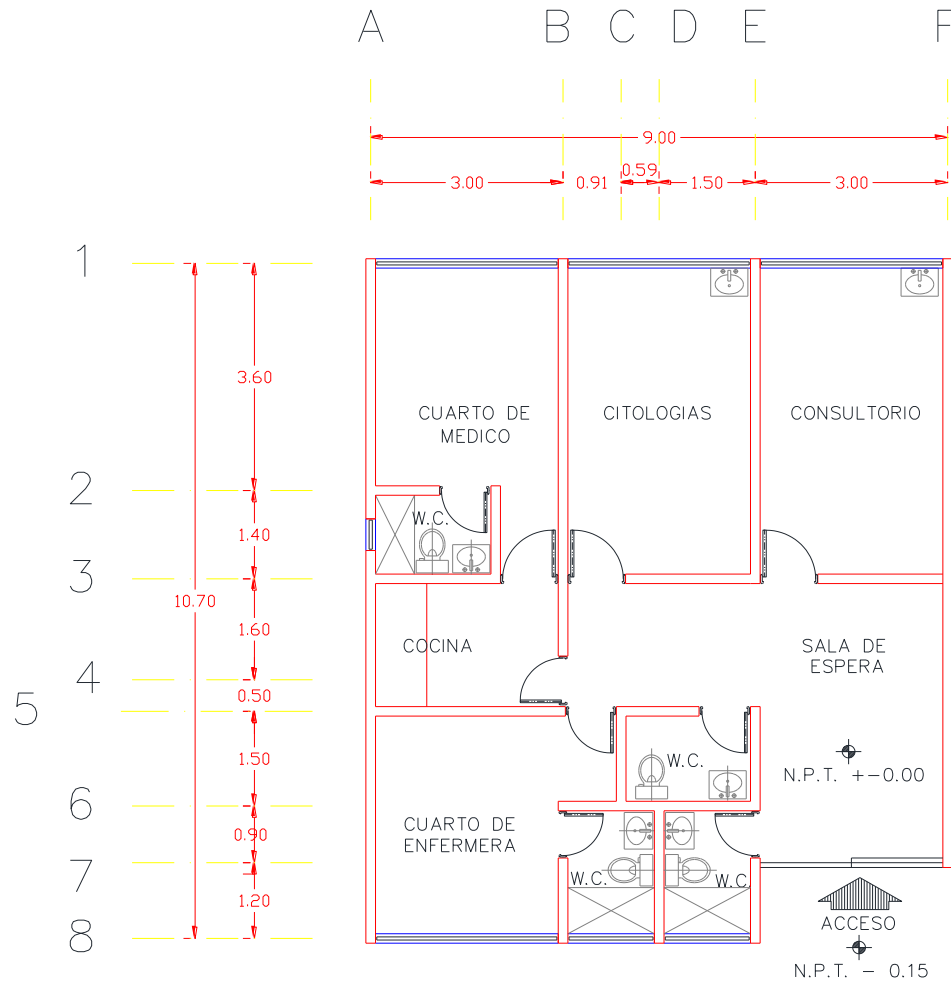 A B C D E F
9.00
0.59
3.00 0.91 1.50 3.00
1
3.60
CUARTO DE
MEDICO
CITOLOGIAS
CONSULTORIO
2
W.C.
1.40
3
10.70
1.60
COCINA
SALA DE
ESPERA
4
0.50
5
1.50
W.C.
N.P.T. +-0.00
6
0.90
CUARTO DE
ENFERMERA
7
W.C.
W.C.
1.20
ACCESO
8
N.P.T. - 0.15